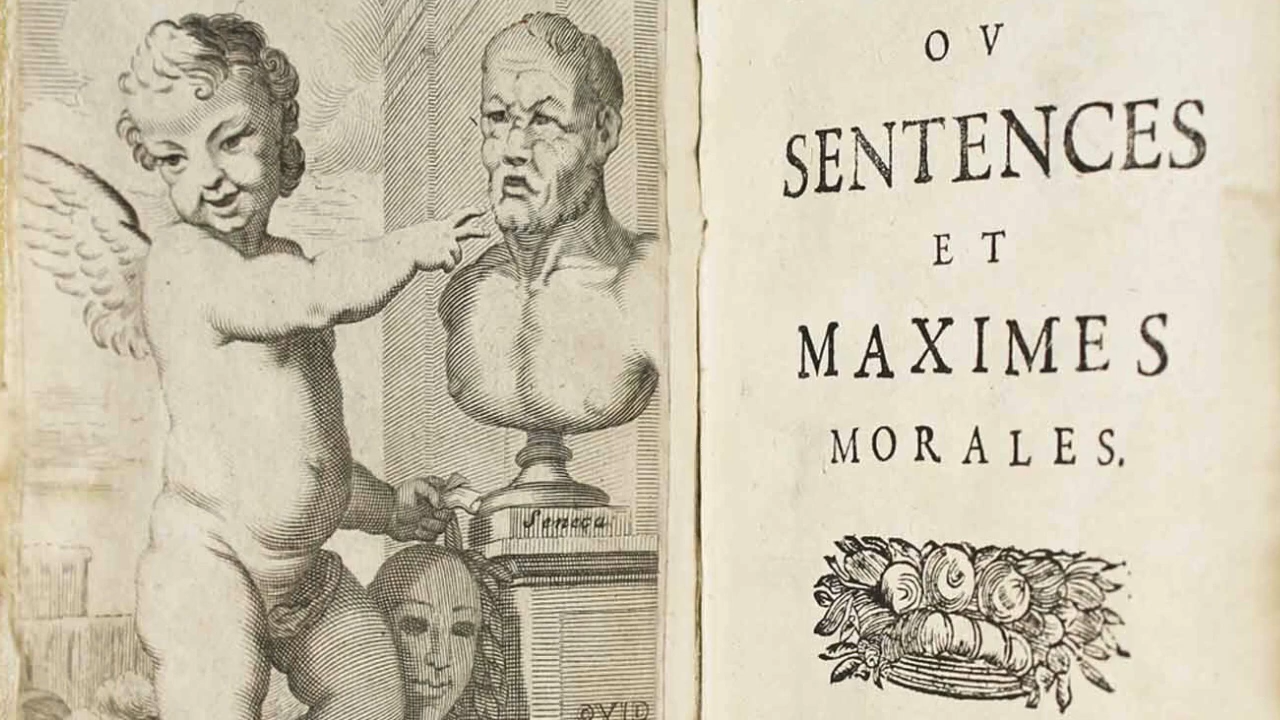 Seneca
OV
SENTENCES
ET
MAXIMES
MORALES.